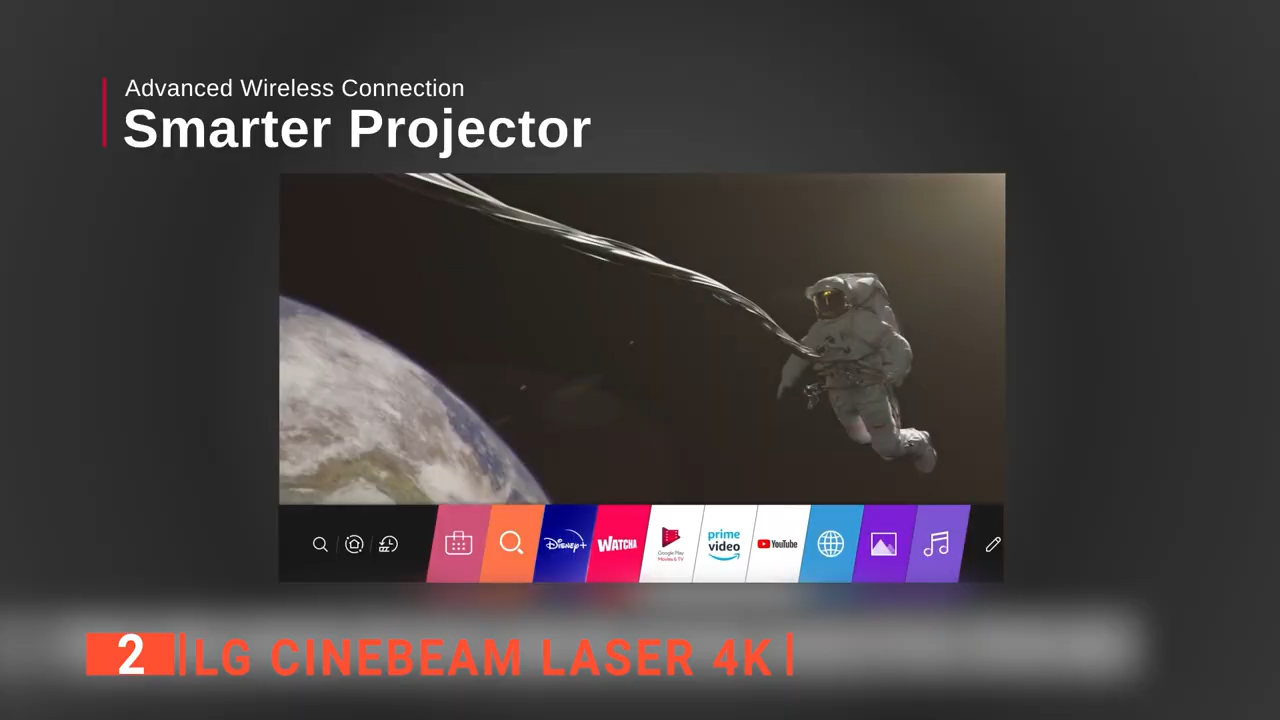 Advanced Wireless Connection
Smarter Projector
Disney+
WATCHA
Google Play
Movies & TV
prime video
YouTube
2 LG CINEBEAM LASER 4K